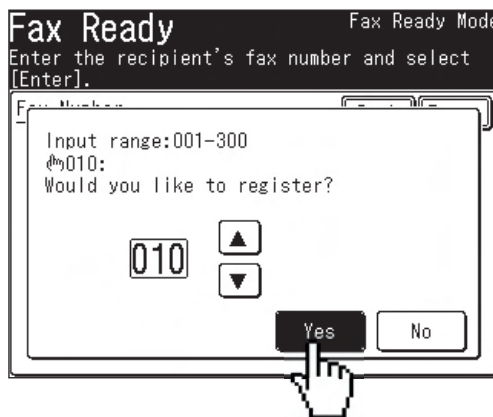 Fax Ready
Fax Ready Mode
Enter the recipient's fax number and select
[Enter].
Input range:001-300
010:
Would you like to register?
010
▲
▼
Yes
No